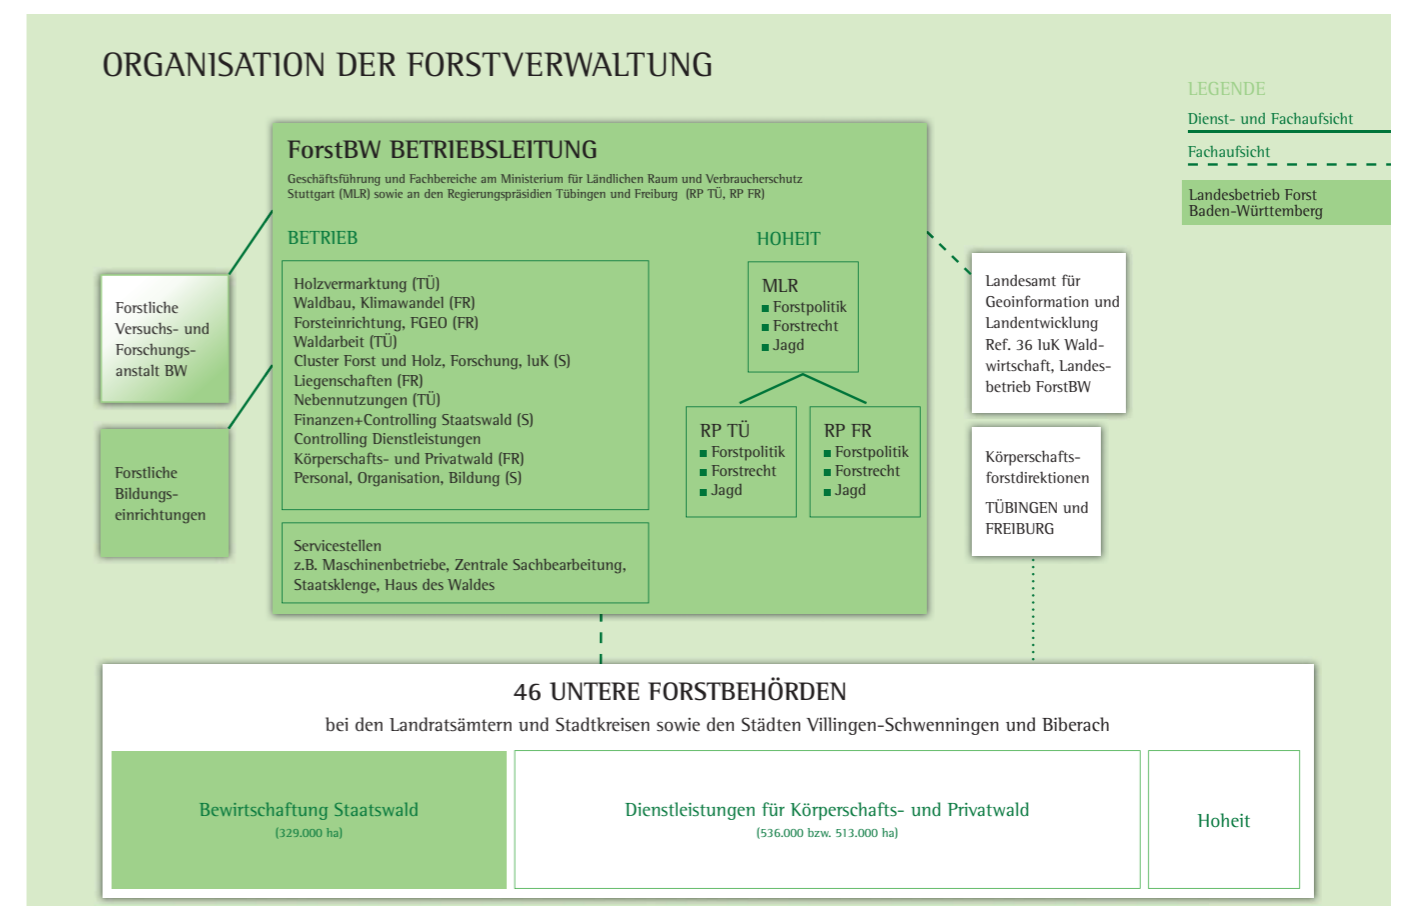 ORGANISATION DER FORSTVERWALTUNG
LEGENDE
Dienst- und Fachaufsicht
Fachaufsicht
Landesbetrieb Forst
Baden-Württemberg
ForstBW BETRIEBSLEITUNG
Geschäftsführung und Fachbereiche am Ministerium für Ländlichen Raum und Verbraucherschutz
Stuttgart (MLR) sowie an den Regierungspräsidien Tübingen und Freiburg (RP TÜ, RP FR)
BETRIEB
Holzvermarktung (TÜ)
Waldbau, Klimawandel (FR)
Forsteinrichtung, FGEO (FR)
Waldarbeit (TÜ)
Cluster Forst und Holz, Forschung, IuK (S)
Liegenschaften (FR)
Nebennutzungen (TÜ)
Finanzen+Controlling Staatswald (S)
Controlling Dienstleistungen
Körperschafts- und Privatwald (FR)
Personal, Organisation, Bildung (S)
Servicestellen
z.B. Maschinenbetriebe, Zentrale Sachbearbeitung,
Staatsklenge, Haus des Waldes
HOHEIT
MLR
Forstpolitik
Forstrecht
Jagd
RP TÜ
Forstpolitik
Forstrecht
Jagd
RP FR
Forstpolitik
Forstrecht
Jagd
Forstliche
Versuchs- und
Forschungs-
anstalt BW
Forstliche
Bildungs-
einrichtungen
Landesamt für
Geoinformation und
Landentwicklung
Ref. 36 IuK Wald-
wirtschaft, Landes-
betrieb ForstBW
Körperschafts-
forstdirektionen
TÜBINGEN und
FREIBURG
46 UNTERE FORSTBEHÖRDEN
bei den Landratsämtern und Stadtkreisen sowie den Städten Villingen-Schwenningen und Biberach
Bewirtschaftung Staatswald
(329.000 ha)
Dienstleistungen für Körperschafts- und Privatwald
(536.000 bzw. 513.000 ha)
Hoheit